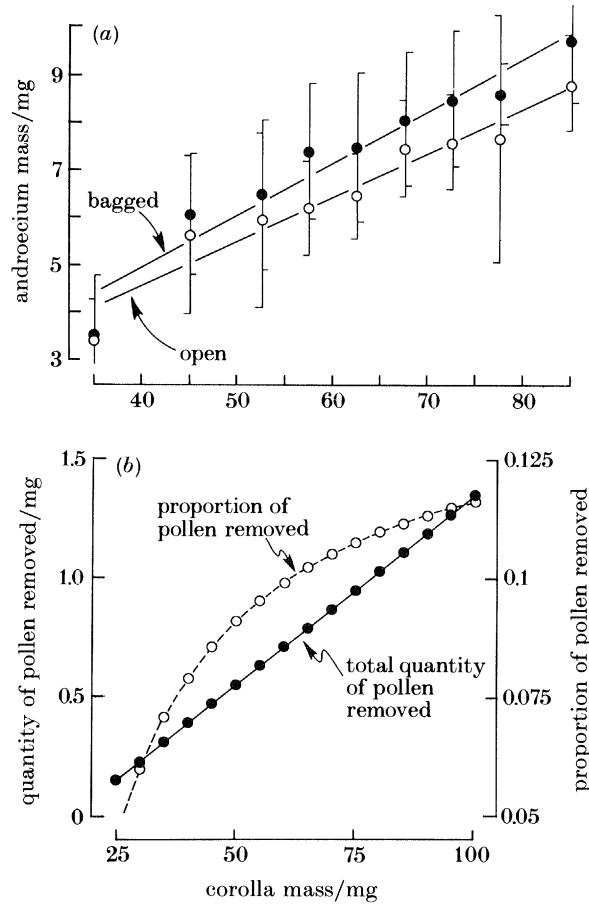 (a)
androecium mass/mg
9
7
5
3
bagged
open
40
50
60
70
80
(b)
quantity of pollen removed/mg
1.5
1.0
0.5
0
proportion of
pollen removed
total quantity
of pollen
removed
0.125
0.1
0.075
0.05
proportion of pollen removed
25
50
75
100
corolla mass/mg